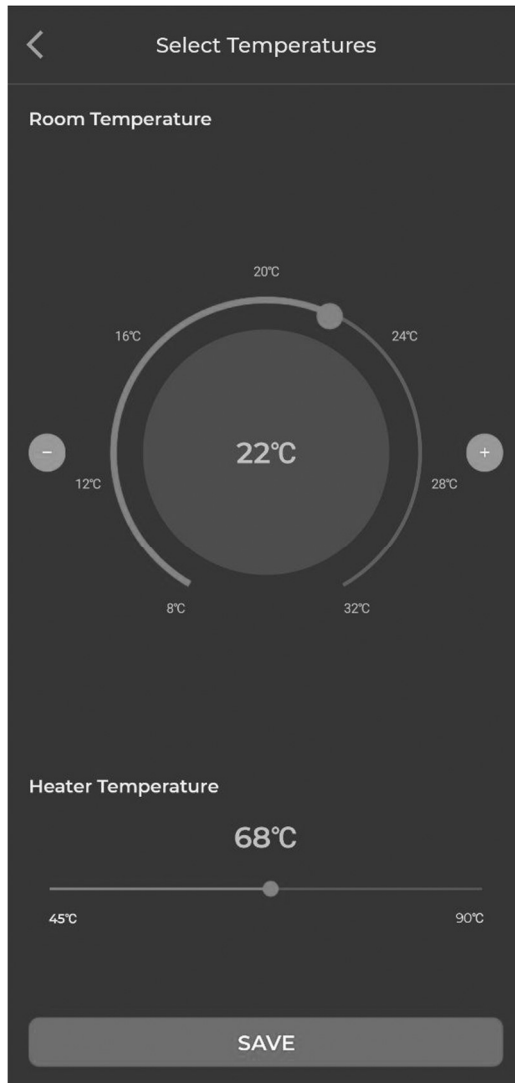 Select Temperatures
Room Temperature
20℃
16℃ 24℃
- 22℃ +
12℃ 28℃
8℃ 32℃
Heater Temperature
68℃
45℃ 90℃
SAVE